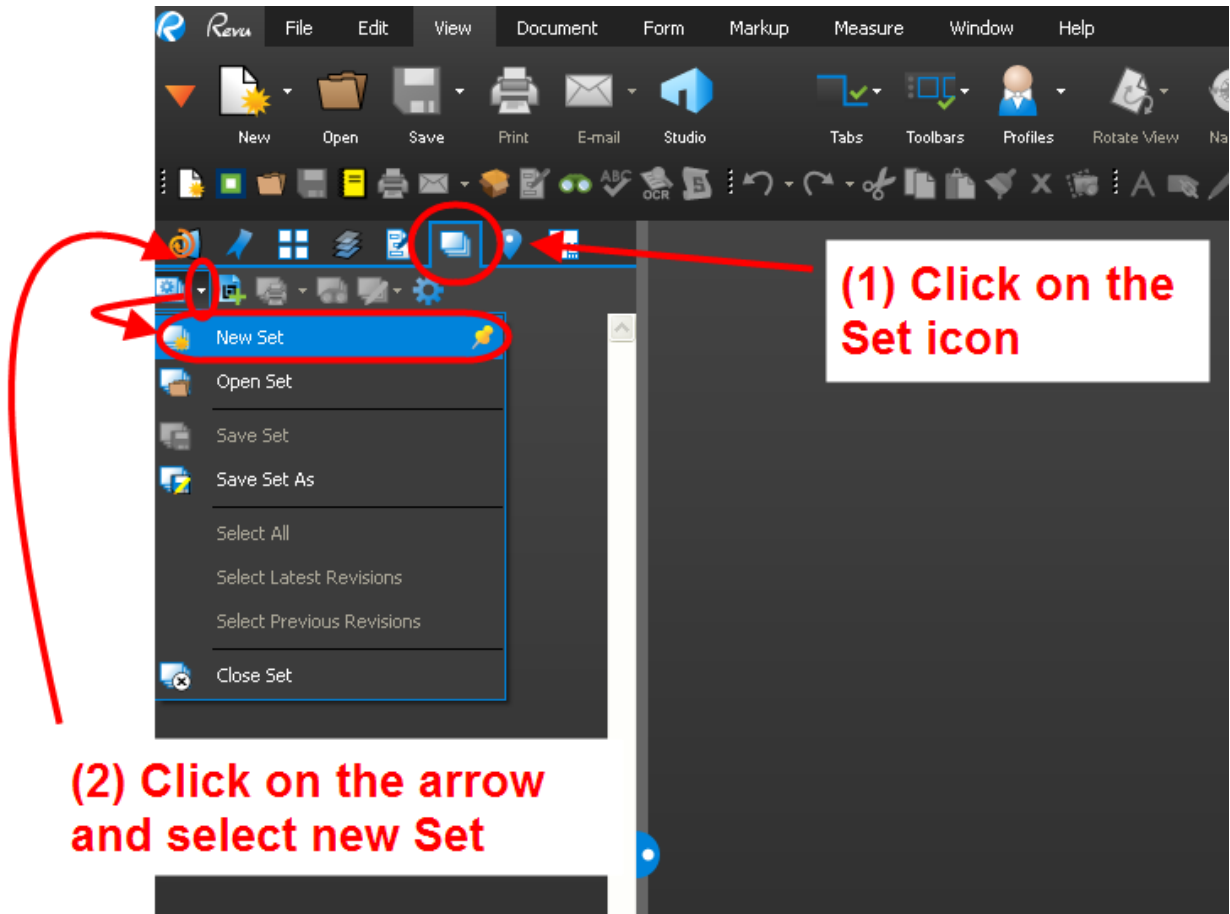 Revu File Edit View Document Form Markup Measure Window Help
New Open Save Print E-mail Studio Tabs Toolbars Profiles Rotate View Na
ABC
OCR
(1) Click on the
Set icon
New Set
Open Set
Save Set
Save Set As
Select All
Select Latest Revisions
Select Previous Revisions
Close Set
(2) Click on the arrow
and select new Set